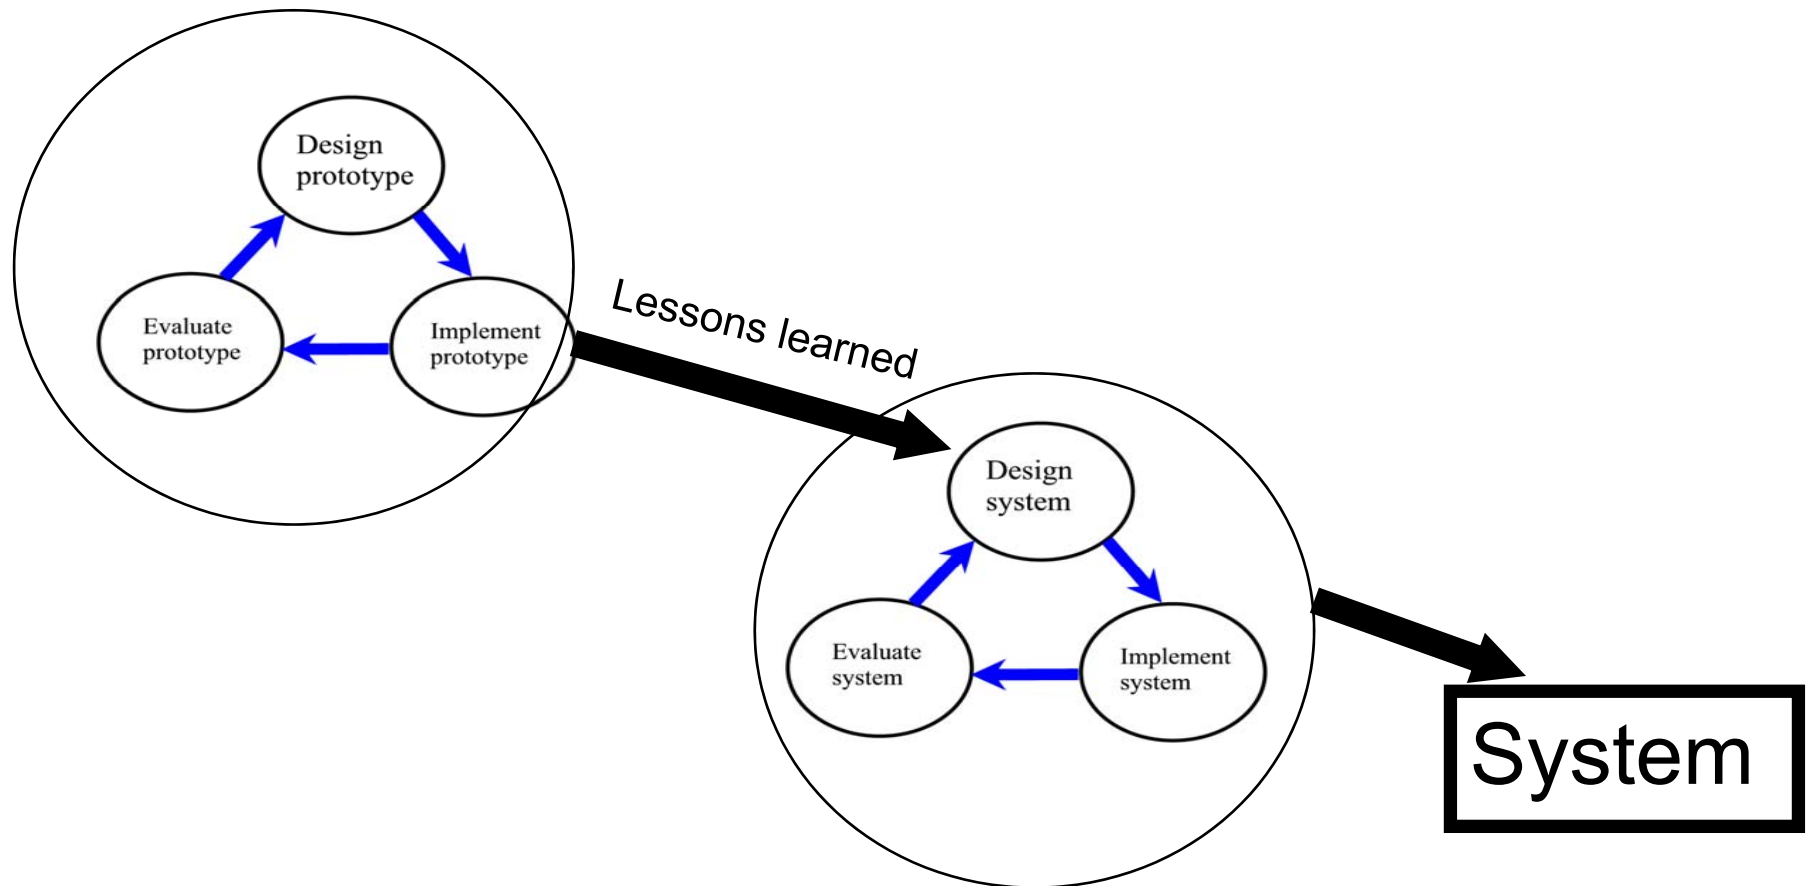 Design
prototype
Evaluate
prototype
Implement
prototype
Lessons learned
Design
system
Evaluate
system
Implement
system
System